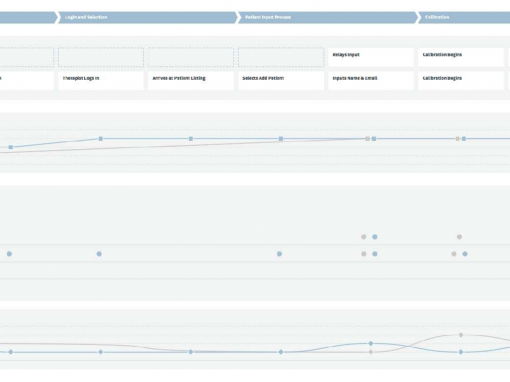 Login and Selection
Patient Input Process
Calibration
Relays Input
Calibration Begins
Therapist Logs In
Arrives at Patient Listing
Selects Add Patient
Inputs Name & Email
Calibration Begins